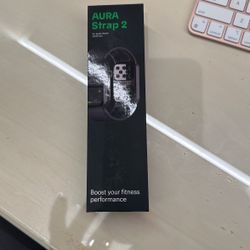 AURA
Strap 2
Boost your fitness
performance